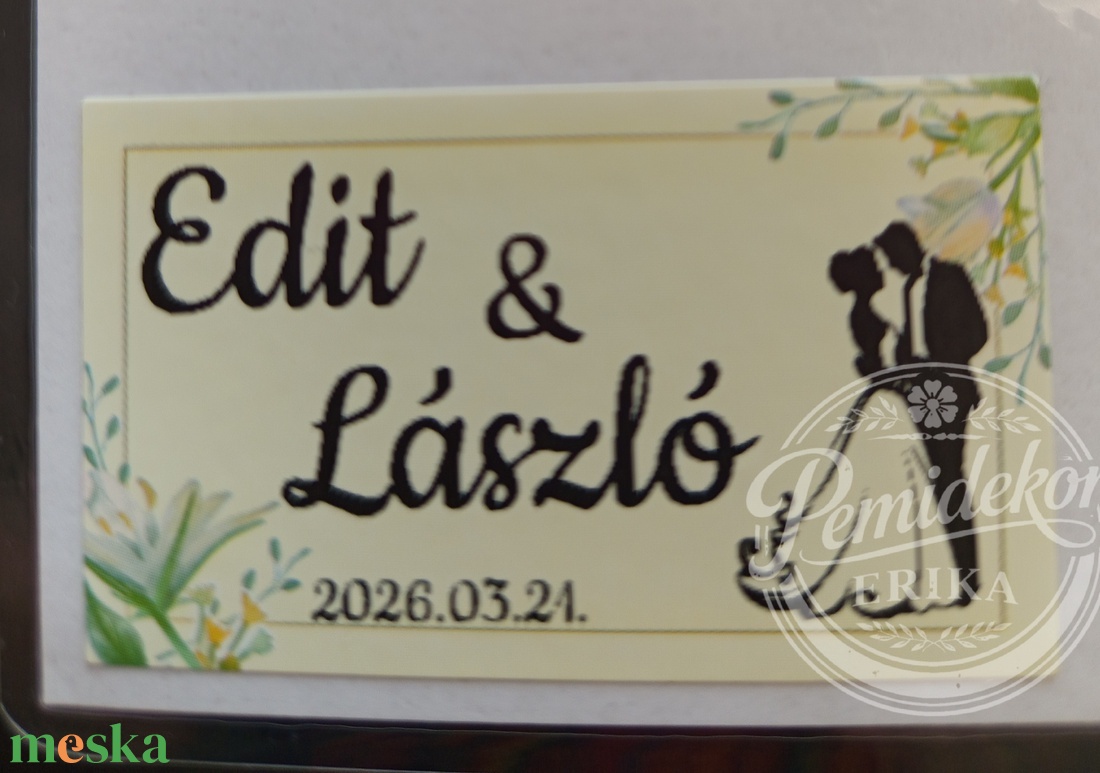 Edit
&
László
2026.03.21.
Pemidekor
ERIKA
meska